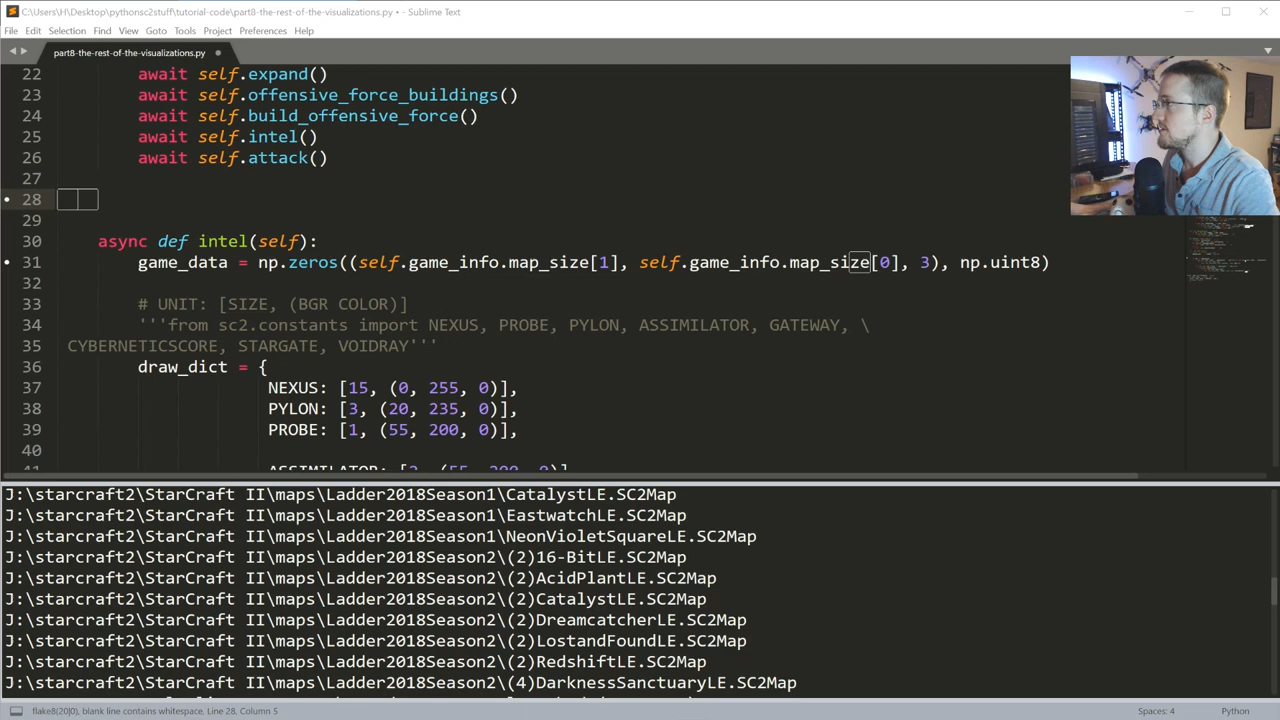 C:\Users\H\Desktop\pythonsc2stuff\tutorial-code\part8-the-rest-of-the-visualizations.py • - Sublime Text
File Edit Selection Find View Goto Tools Project Preferences Help
part8-the-rest-of-the-visualizations.py
22 await self.expand()
23 await self.offensive_force_buildings()
24 await self.build_offensive_force()
25 await self.intel()
26 await self.attack()
27
28
29
30 async def intel(self):
31 game_data = np.zeros((self.game_info.map_size[1], self.game_info.map_size[0], 3), np.uint8)
32
33 # UNIT: [SIZE, (BGR COLOR)]
34 '''from sc2.constants import NEXUS, PROBE, PYLON, ASSIMILATOR, GATEWAY, \
35 CYBERNETICSCORE, STARGATE, VOIDRAY'''
36 draw_dict = {
37 NEXUS: [15, (0, 255, 0)],
38 PYLON: [3, (20, 235, 0)],
39 PROBE: [1, (55, 200, 0)],
40
41 ASSIMILATOR: [2, (55, 200, 0)],
J:\starcraft2\StarCraft II\maps\Ladder2018Season1\CatalystLE.SC2Map
J:\starcraft2\StarCraft II\maps\Ladder2018Season1\EastwatchLE.SC2Map
J:\starcraft2\StarCraft II\maps\Ladder2018Season1\NeonVioletSquareLE.SC2Map
J:\starcraft2\StarCraft II\maps\Ladder2018Season2\(2)16-BitLE.SC2Map
J:\starcraft2\StarCraft II\maps\Ladder2018Season2\(2)AcidPlantLE.SC2Map
J:\starcraft2\StarCraft II\maps\Ladder2018Season2\(2)CatalystLE.SC2Map
J:\starcraft2\StarCraft II\maps\Ladder2018Season2\(2)DreamcatcherLE.SC2Map
J:\starcraft2\StarCraft II\maps\Ladder2018Season2\(2)LostandFoundLE.SC2Map
J:\starcraft2\StarCraft II\maps\Ladder2018Season2\(2)RedshiftLE.SC2Map
J:\starcraft2\StarCraft II\maps\Ladder2018Season2\(4)DarknessSanctuaryLE.SC2Map
flake8(20|0), blank line contains whitespace, Line 28, Column 5 Spaces: 4 Python